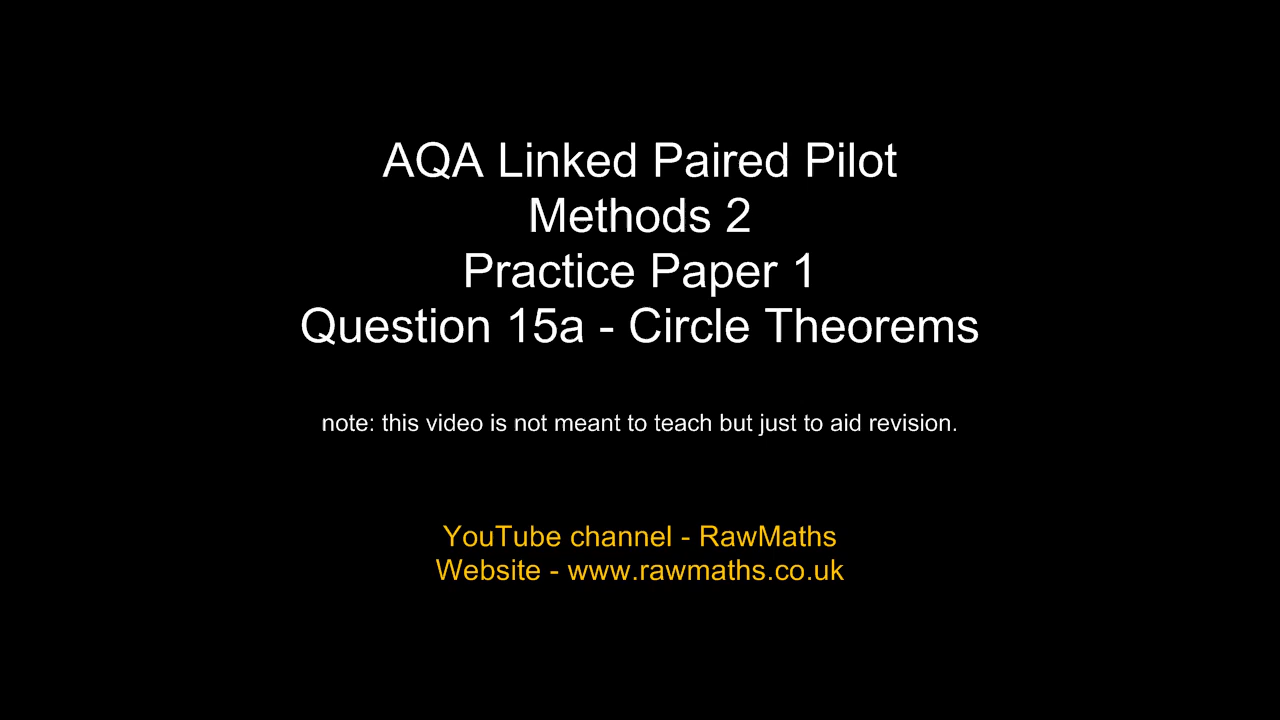 AQA Linked Paired Pilot
Methods 2
Practice Paper 1
Question 15a - Circle Theorems
note: this video is not meant to teach but just to aid revision.
YouTube channel - RawMaths
Website - www.rawmaths.co.uk